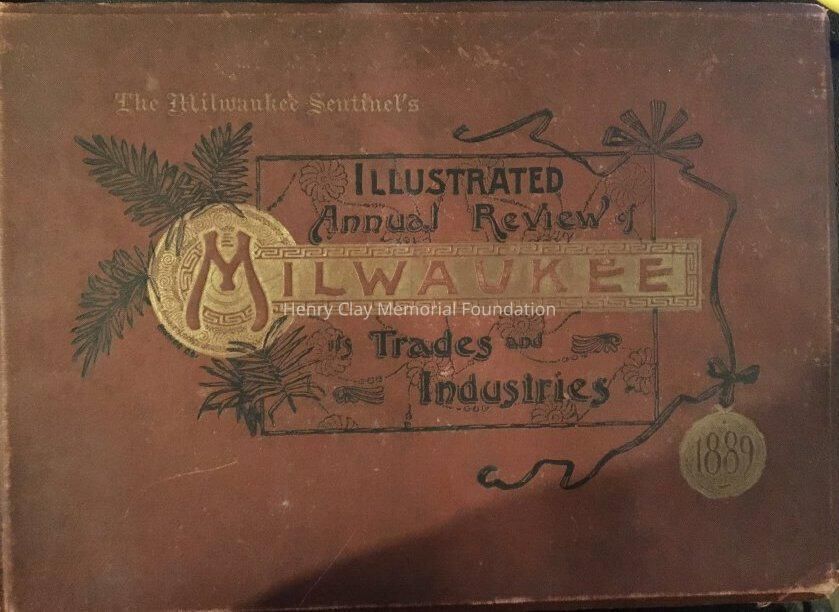 The Milwaukee Sentinel's
ILLUSTRATED
Annual Review of
MILWAUKEE
Henry Clay Memorial Foundation
its Trades and
Industries
1889